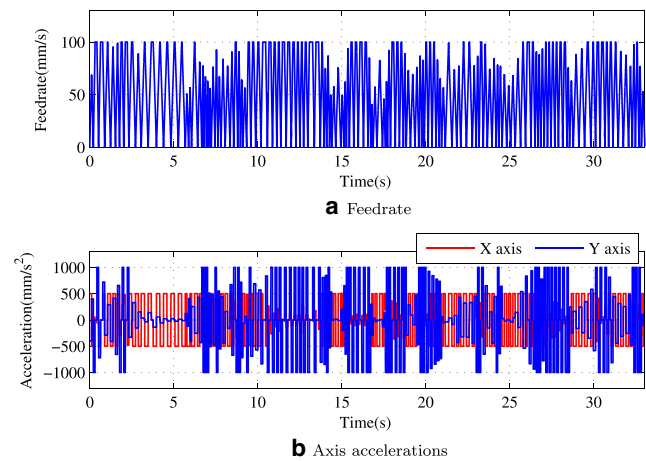 100
50
0
Feedrate(mm/s)
0 5 10 15 20 25 30
Time(s)
a Feedrate
X axis Y axis
1000
500
0
−500
−1000
Acceleration(mm/s²)
0 5 10 15 20 25 30
Time(s)
b Axis accelerations